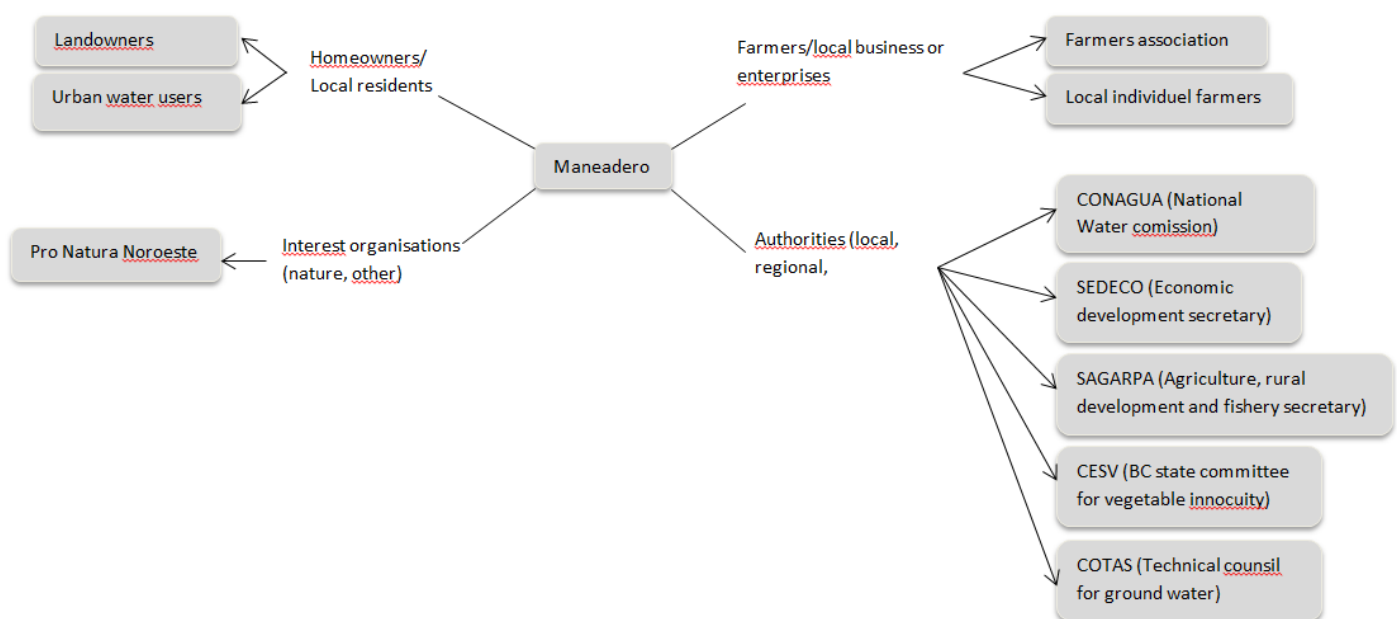 Landowners
Urban water users
Homeowners/
Local residents
Farmers/local business or
enterprises
Farmers association
Local individuel farmers
Maneadero
Pro Natura Noroeste
Interest organisations
(nature, other)
Authorities (local,
regional,
CONAGUA (National
Water comission)
SEDECO (Economic
development secretary)
SAGARPA (Agriculture, rural
development and fishery secretary)
CESV (BC state committee
for vegetable innocuity)
COTAS (Technical counsil
for ground water)